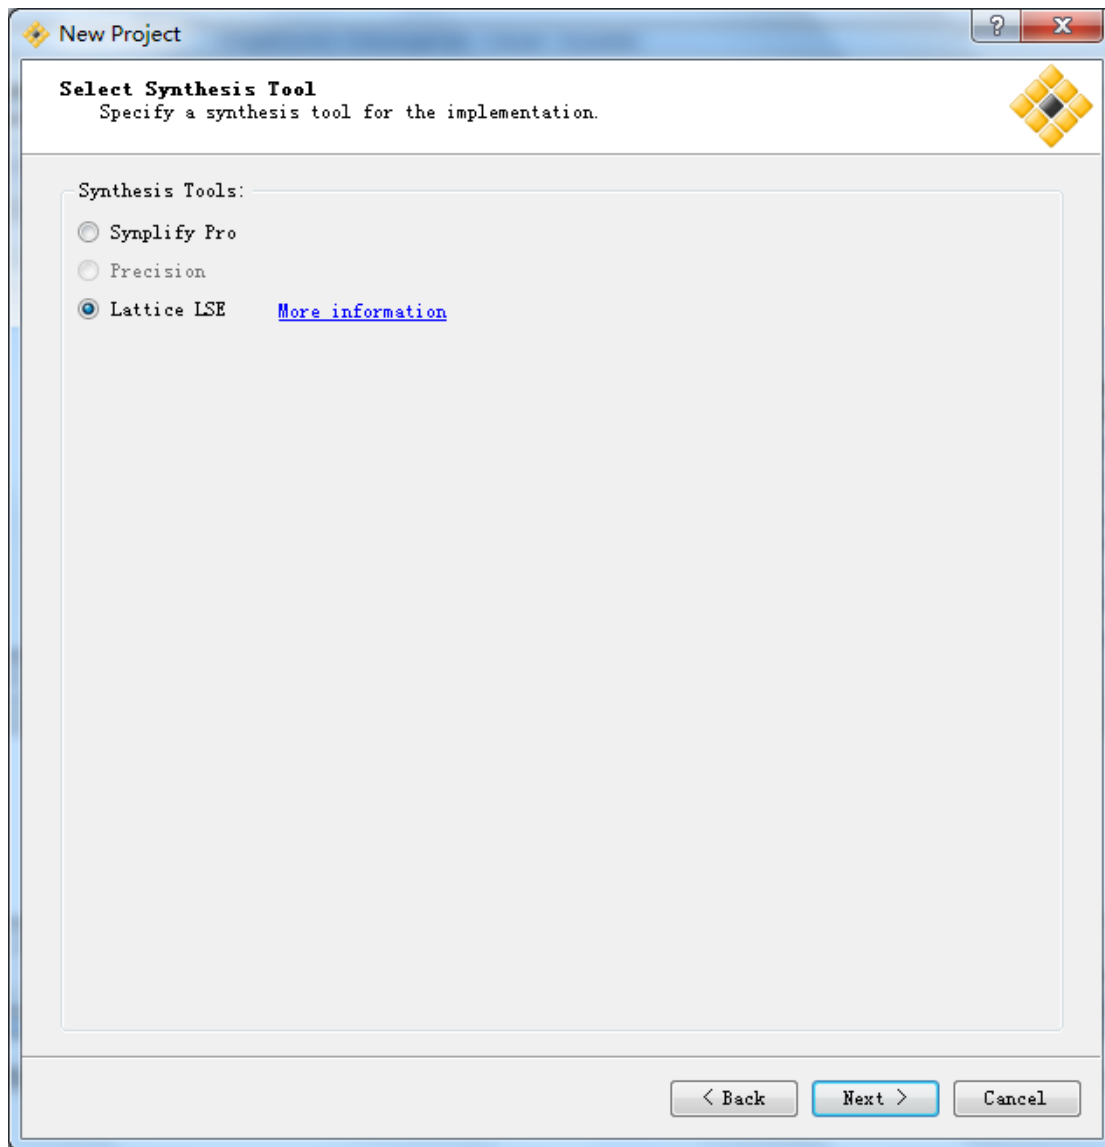 New Project
Select Synthesis Tool
Specify a synthesis tool for the implementation.
Synthesis Tools:
Synplify Pro
Precision
Lattice LSE More information
< Back Next > Cancel